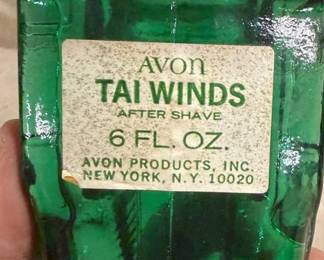 AVON
TAI WINDS
AFTER SHAVE
6 FL. OZ.
AVON PRODUCTS, INC.
NEW YORK, N.Y. 10020